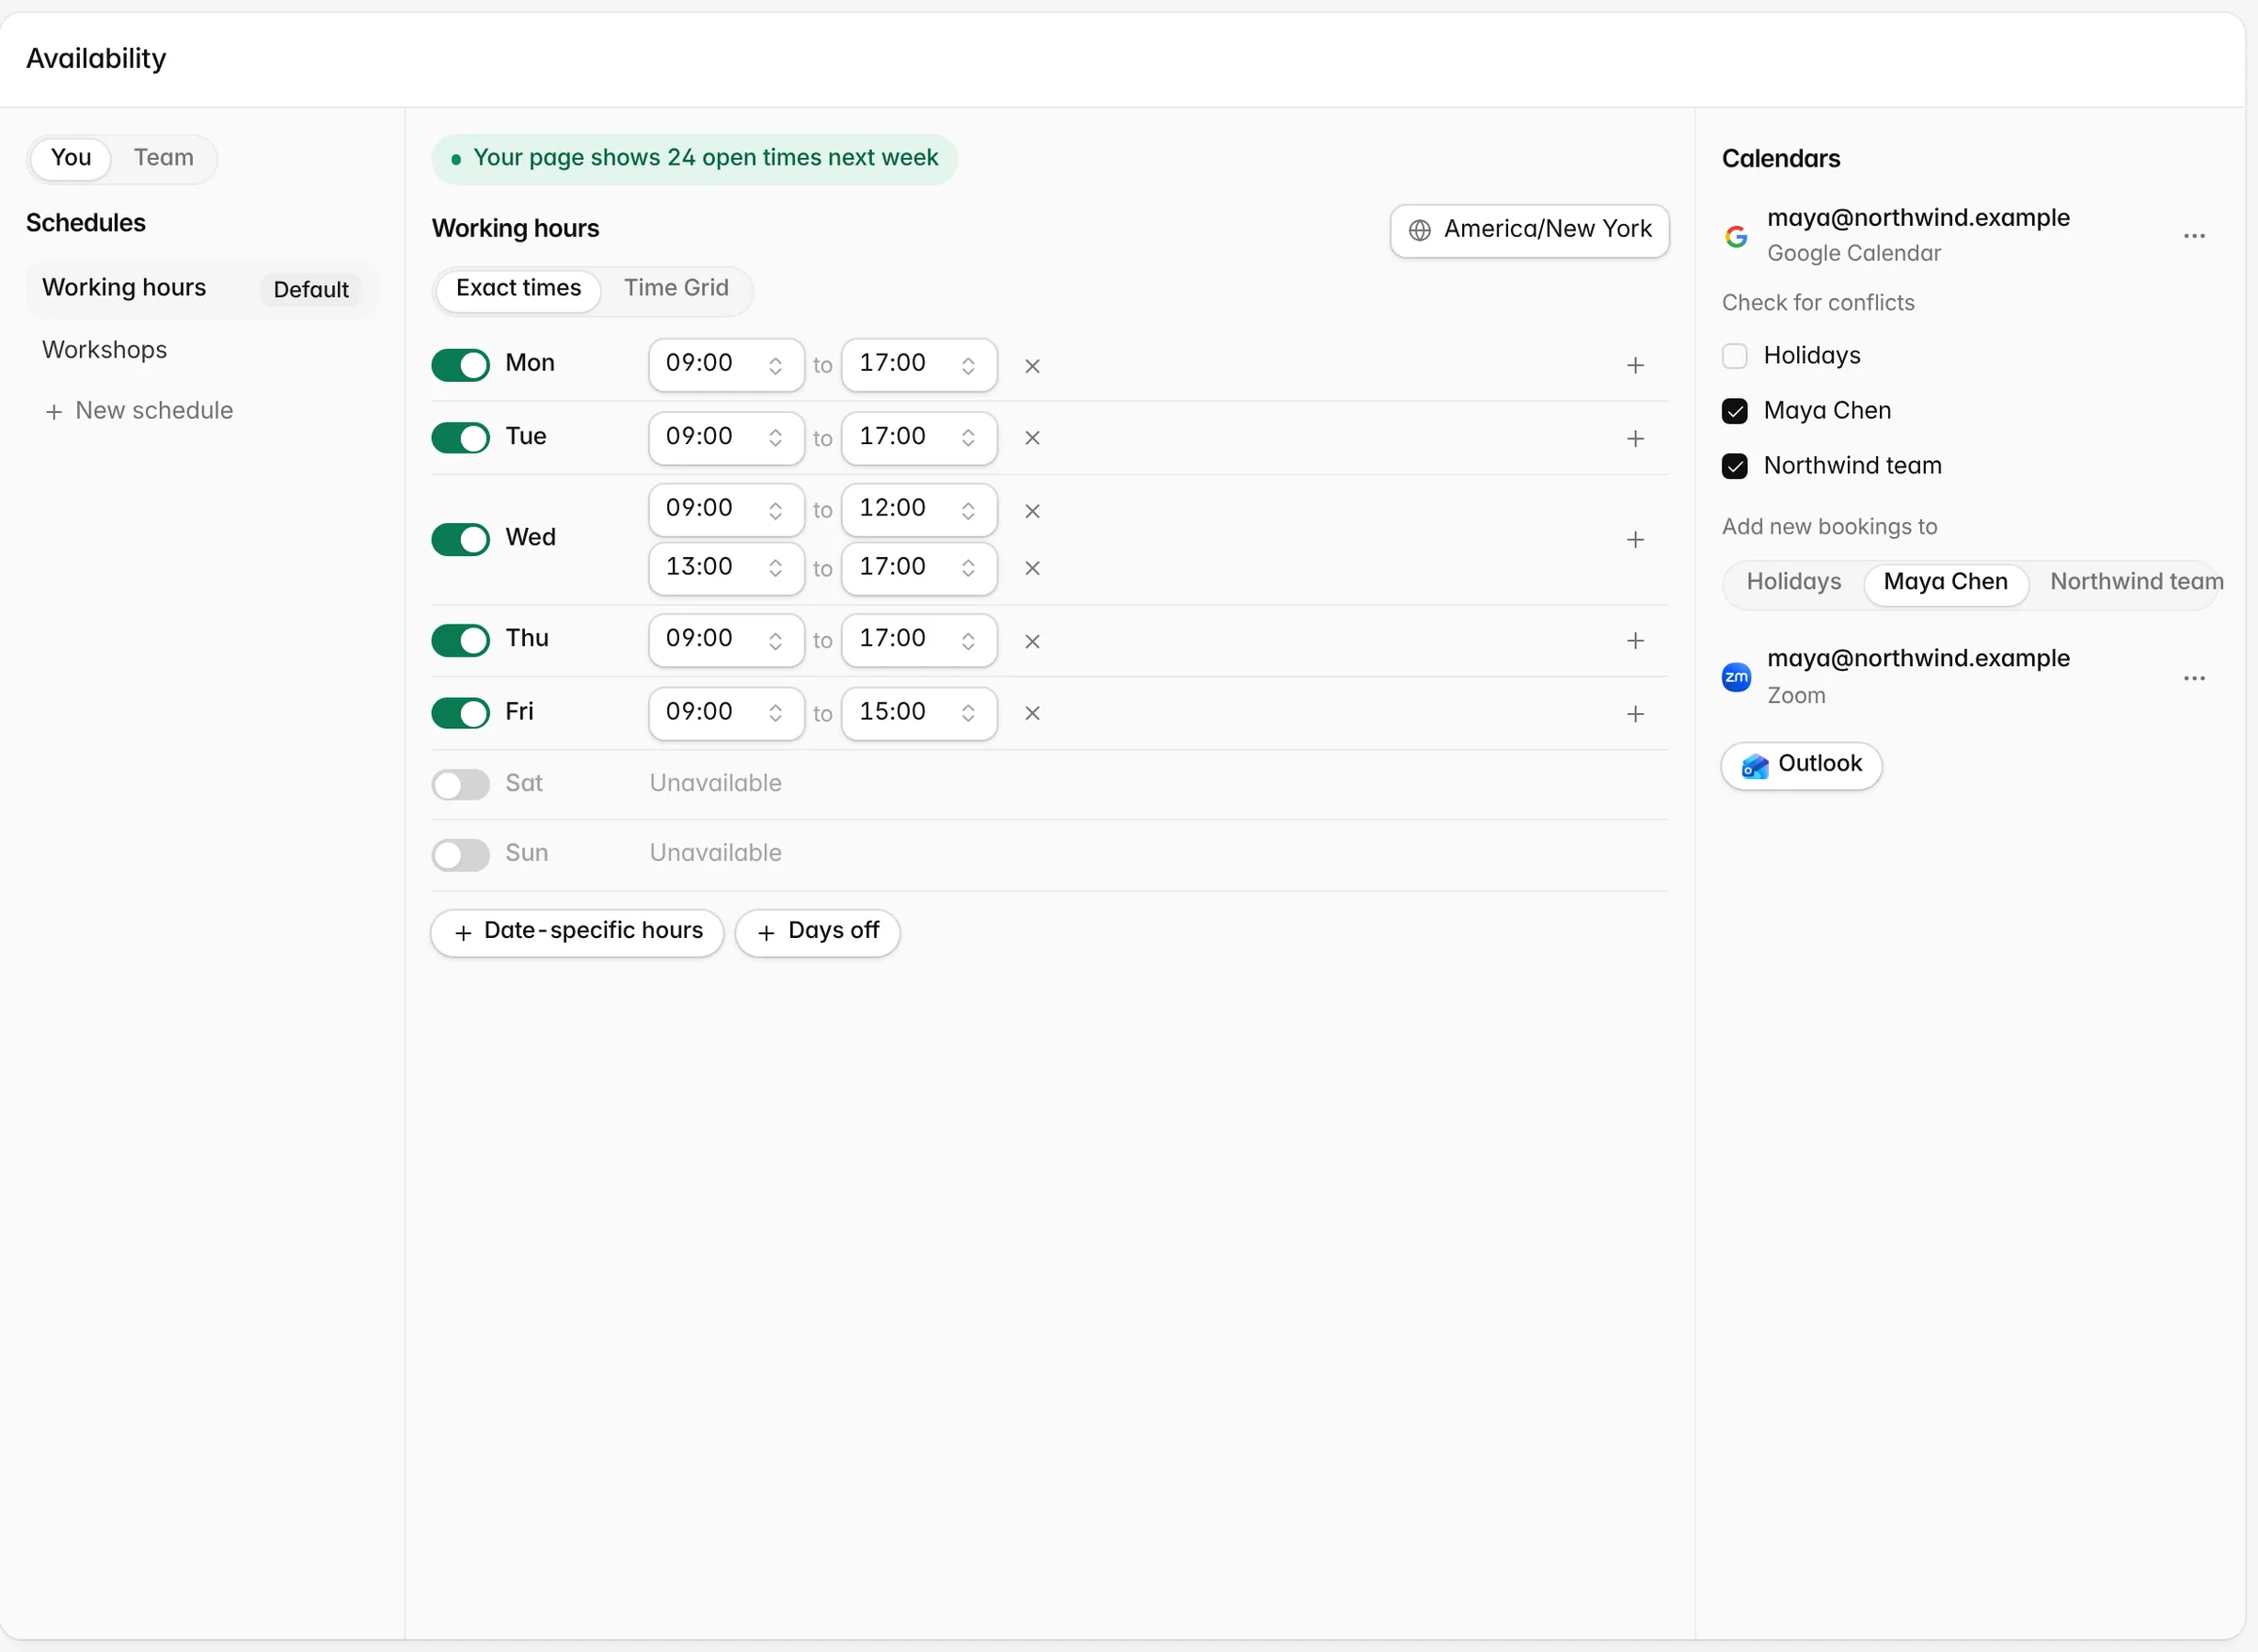 Availability
You Team
Schedules
Working hours Default
Workshops
+ New schedule
Your page shows 24 open times next week
Working hours America/New York
Exact times Time Grid
Mon 09:00 to 17:00
Tue 09:00 to 17:00
Wed 09:00 to 12:00
13:00 to 17:00
Thu 09:00 to 17:00
Fri 09:00 to 15:00
Sat Unavailable
Sun Unavailable
+ Date-specific hours + Days off
Calendars
maya@northwind.example
Google Calendar
Check for conflicts
Holidays
Maya Chen
Northwind team
Add new bookings to
Holidays Maya Chen Northwind team
zm maya@northwind.example
Zoom
Outlook